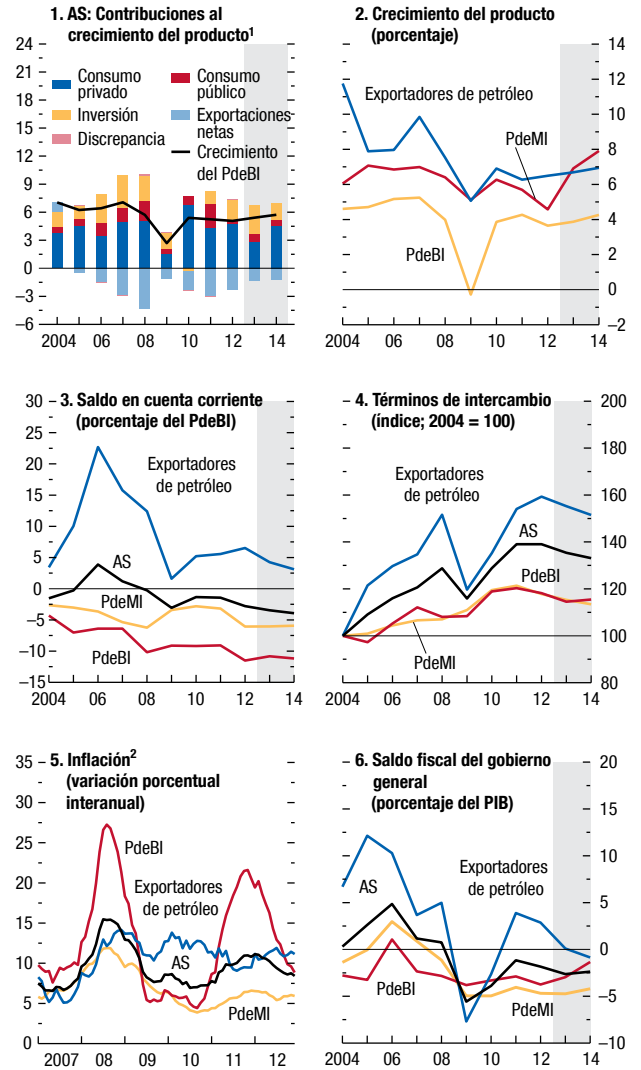 1. AS: Contribuciones al
crecimiento del producto¹
24
21
18
15
12
9
6
3
0
–3
–6
Consumo privado
Consumo público
Inversión
Exportaciones netas
Discrepancia
Crecimiento del PdeBI
2004 06 08 10 12 14
2. Crecimiento del producto
(porcentaje)
14
12
10
8
6
4
2
0
–2
Exportadores de petróleo
PdeMI
PdeBI
2004 06 08 10 12 14
3. Saldo en cuenta corriente
(porcentaje del PdeBI)
30
25
20
15
10
5
0
–5
–10
–15
Exportadores
de petróleo
AS
PdeMI
PdeBI
2004 06 08 10 12 14
4. Términos de intercambio
(índice; 2004 = 100)
200
180
160
140
120
100
80
Exportadores
de petróleo
AS
PdeBI
PdeMI
2004 06 08 10 12 14
5. Inflación²
(variación porcentual
interanual)
35
30
25
20
15
10
5
0
PdeBI
Exportadores
de petróleo
AS
PdeMI
2007 08 09 10 11 12
6. Saldo fiscal del gobierno
general
(porcentaje del PIB)
20
15
10
5
0
–5
–10
AS
Exportadores
de petróleo
PdeBI
PdeMI
2004 06 08 10 12 14